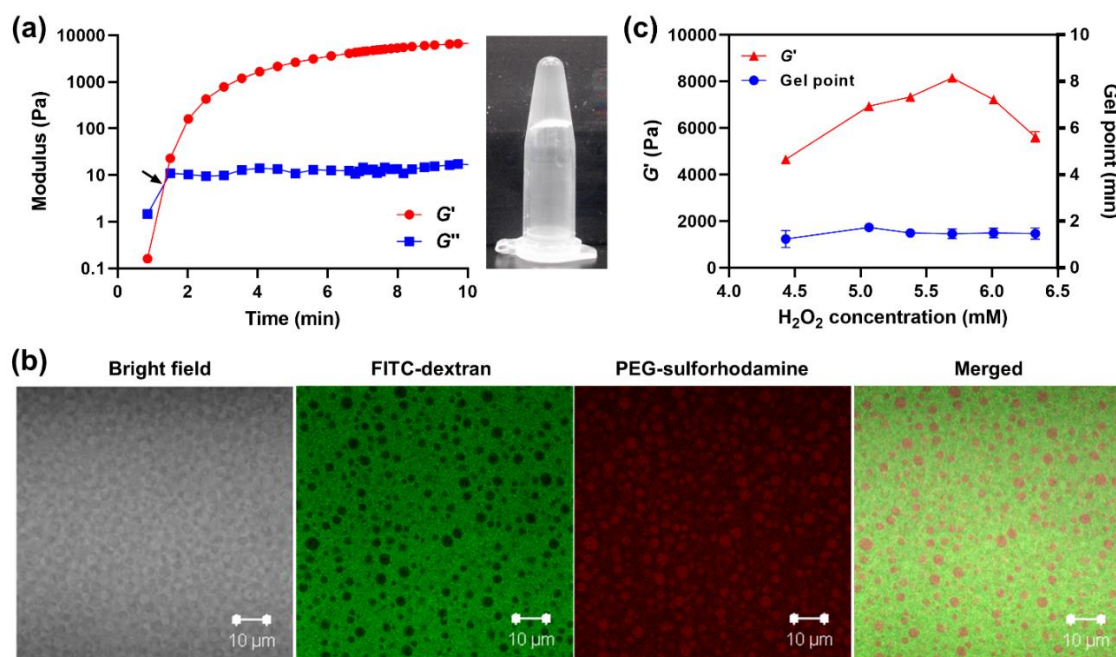 (a)
10000
1000
100
10
1
0.1
Modulus (Pa)
G'
G"
0 2 4 6 8 10
Time (min)
(c)
G'
Gel point
10000
8000
6000
4000
2000
0
G' (Pa)
10
8
6
4
2
0
Gel point (min)
4.0 4.5 5.0 5.5 6.0 6.5
H₂O₂ concentration (mM)
(b)
Bright field FITC-dextran PEG-sulforhodamine Merged
10 µm 10 µm 10 µm 10 µm